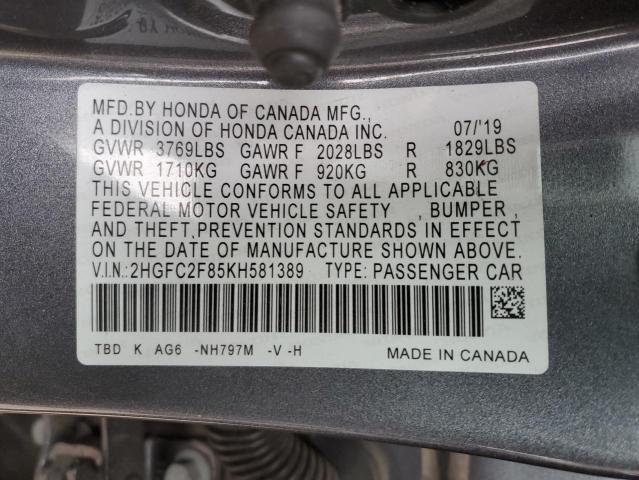 MFD.BY HONDA OF CANADA MFG.,
A DIVISION OF HONDA CANADA INC. 07/'19
GVWR 3769LBS GAWR F 2028LBS R 1829LBS
GVWR 1710KG GAWR F 920KG R 830KG
THIS VEHICLE CONFORMS TO ALL APPLICABLE
FEDERAL MOTOR VEHICLE SAFETY , BUMPER ,
AND THEFT,PREVENTION STANDARDS IN EFFECT
ON THE DATE OF MANUFACTURE SHOWN ABOVE.
V.I.N.:2HGFC2F85KH581389 TYPE: PASSENGER CAR
TBD K AG6 -NH797M -V -H MADE IN CANADA